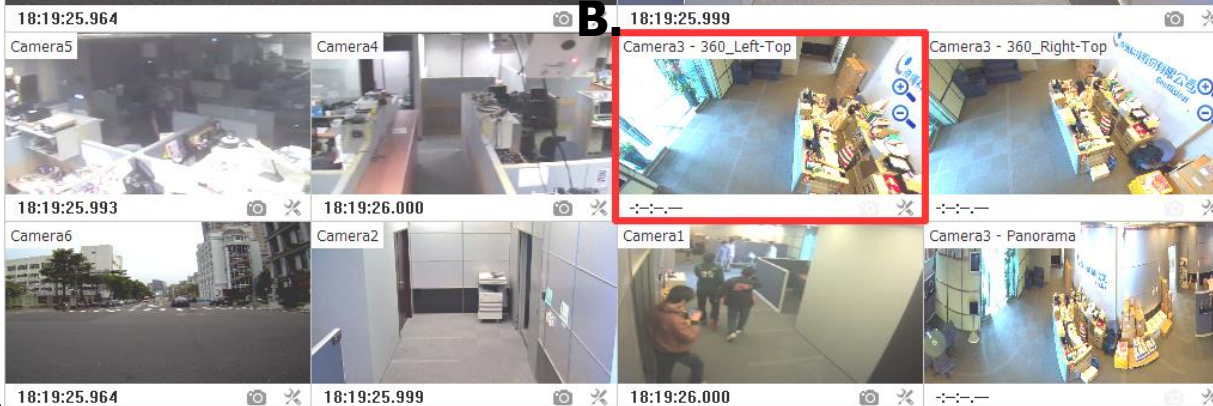 18:19:25.964
B.
18:19:25.999
Camera5
Camera4
Camera3 - 360_Left-Top
Camera3 - 360_Right-Top
GeoVision
18:19:25.993
18:19:26.000
-:--:--.---
-:--:--.---
Camera6
Camera2
Camera1
Camera3 - Panorama
18:19:25.964
18:19:25.999
18:19:26.000
-:--:--.---